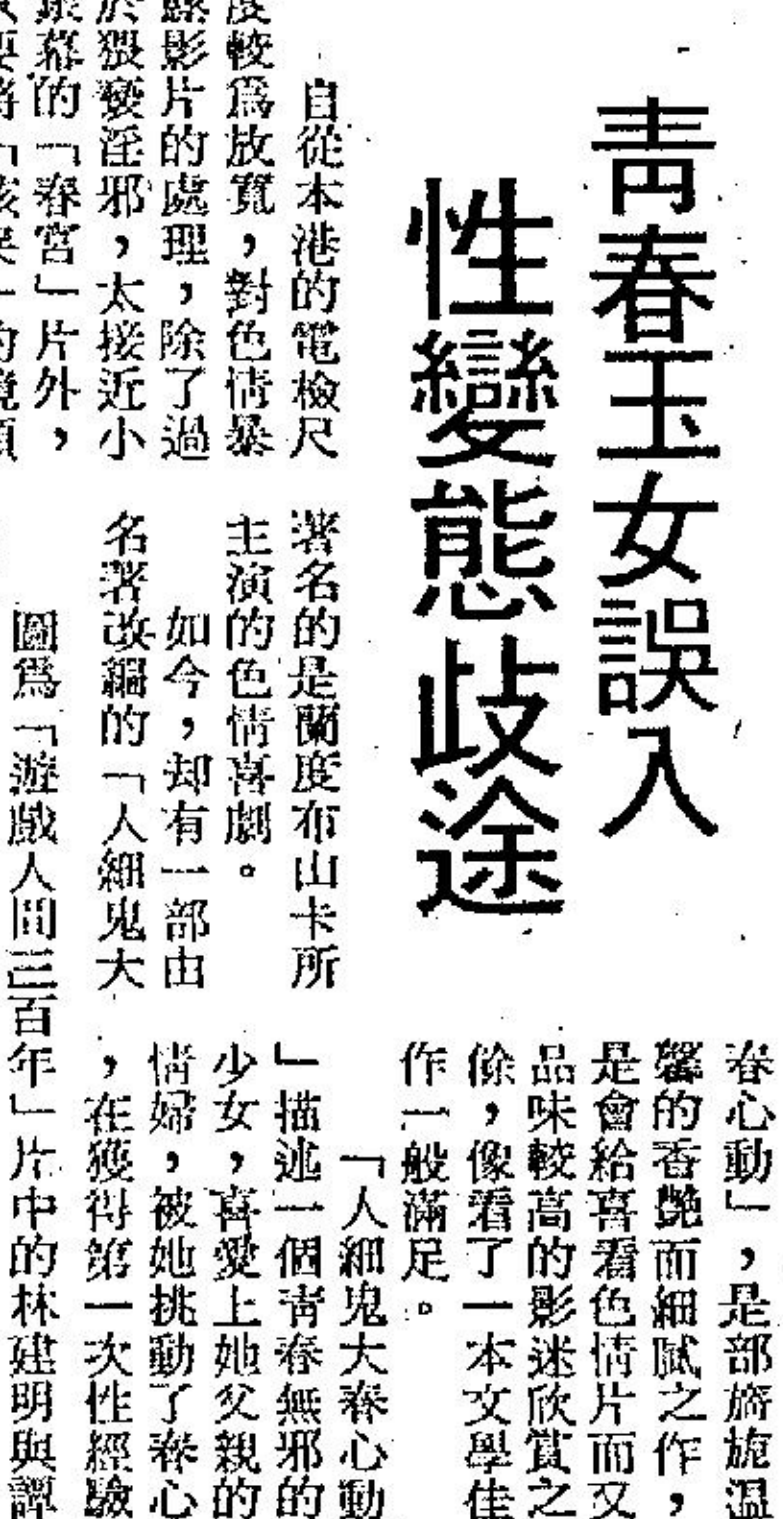 青春玉女誤入
性變態歧途
自從本港的電檢尺
度較為放寬，對色情暴
露影片的處理，除了過
於猥褻淫邪，太接近小
銀幕的「春宮」片外，
著名的是蘭度布山卡所
主演的色情喜劇。
如今，却有一部由
名著改編的「人細鬼大
春心動」，是部旖旎溫
馨的香艷而細膩之作，
是會給喜看色情片而又
品味較高的影迷欣賞之
餘，像看了一本文學佳
作一般滿足。
「人細鬼大春心動
」描述一個青春無邪的
少女，喜愛上她父親的
情婦，被她挑動了春心
，在獲得第一次性經驗
圖為「遊戲人間三百年」片中的林建明與譚